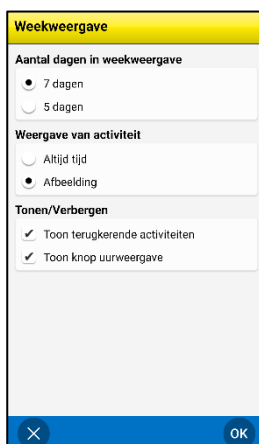 Weekweergave
Aantal dagen in weekweergave
7 dagen
5 dagen
Weergave van activiteit
Altijd tijd
Afbeelding
Tonen/Verbergen
Toon terugkerende activiteiten
Toon knop uurweergave
OK